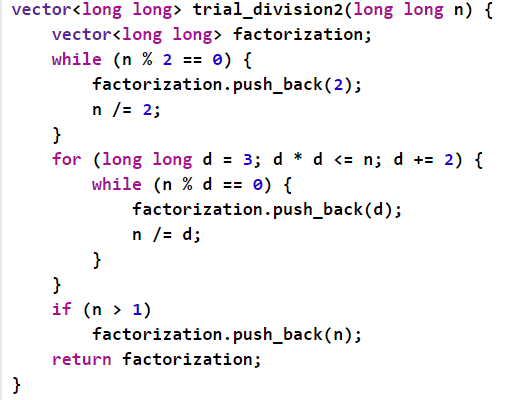 vector<long long> trial_division2(long long n) {
    vector<long long> factorization;
    while (n % 2 == 0) {
        factorization.push_back(2);
        n /= 2;
    }
    for (long long d = 3; d * d <= n; d += 2) {
        while (n % d == 0) {
            factorization.push_back(d);
            n /= d;
        }
    }
    if (n > 1)
        factorization.push_back(n);
    return factorization;
}